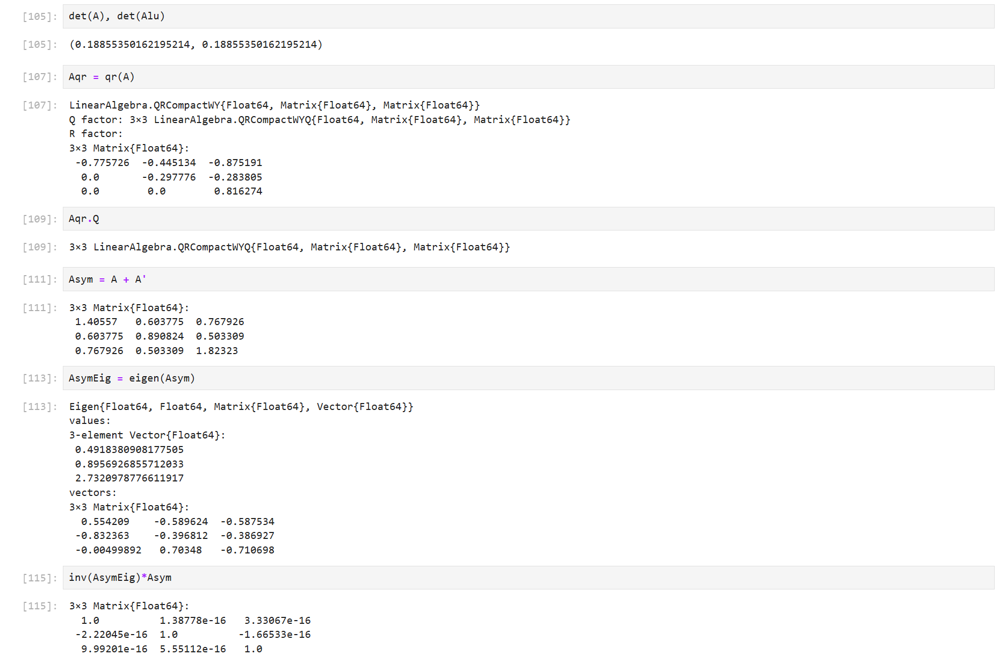 [105]: det(A), det(Alu)
[105]: (0.18855350162195214, 0.18855350162195214)
[107]: Aqr = qr(A)
[107]: LinearAlgebra.QRCompactWY{Float64, Matrix{Float64}, Matrix{Float64}}
Q factor: 3×3 LinearAlgebra.QRCompactWYQ{Float64, Matrix{Float64}, Matrix{Float64}}
R factor:
3×3 Matrix{Float64}:
-0.775726 -0.445134 -0.875191
0.0 -0.297776 -0.283805
0.0 0.0 0.816274
[109]: Aqr.Q
[109]: 3×3 LinearAlgebra.QRCompactWYQ{Float64, Matrix{Float64}, Matrix{Float64}}
[111]: Asym = A + A'
[111]: 3×3 Matrix{Float64}:
1.40557 0.603775 0.767926
0.603775 0.890824 0.503309
0.767926 0.503309 1.82323
[113]: AsymEig = eigen(Asym)
[113]: Eigen{Float64, Float64, Matrix{Float64}, Vector{Float64}}
values:
3-element Vector{Float64}:
0.4918380908177505
0.8956926855712033
2.7320978776611917
vectors:
3×3 Matrix{Float64}:
0.554209 -0.589624 -0.587534
-0.832363 -0.396812 -0.386927
-0.00499892 0.70348 -0.710698
[115]: inv(AsymEig)*Asym
[115]: 3×3 Matrix{Float64}:
1.0 1.38778e-16 3.33067e-16
-2.22045e-16 1.0 -1.66533e-16
9.99201e-16 5.55112e-16 1.0